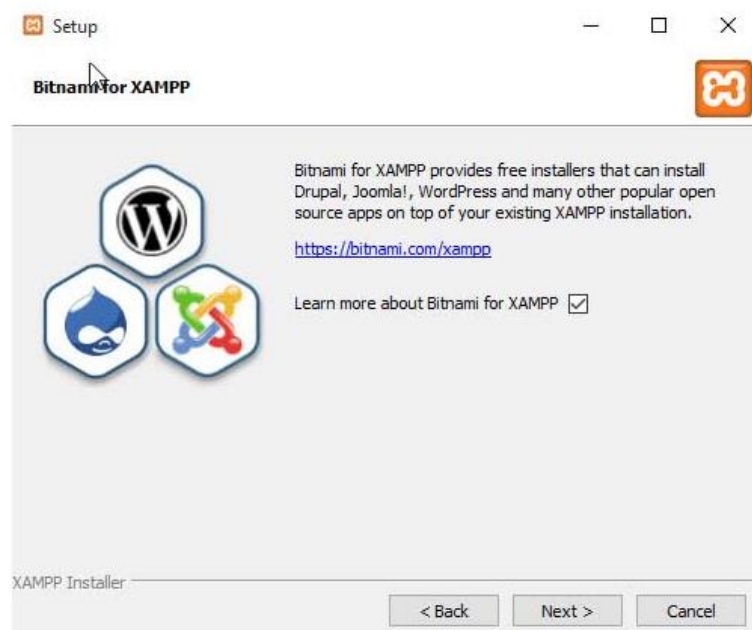 Setup
Bitnami for XAMPP
Bitnami for XAMPP provides free installers that can install
Drupal, Joomla!, WordPress and many other popular open
source apps on top of your existing XAMPP installation.
https://bitnami.com/xampp
Learn more about Bitnami for XAMPP
XAMPP Installer
< Back Next > Cancel